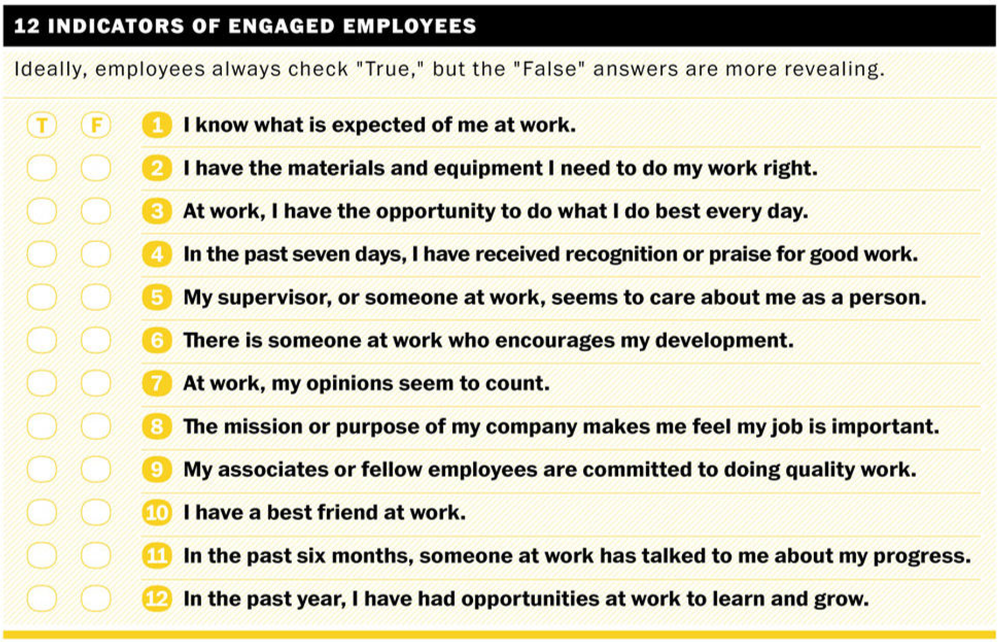 12 INDICATORS OF ENGAGED EMPLOYEES
Ideally, employees always check "True," but the "False" answers are more revealing.
T F 1 I know what is expected of me at work.
2 I have the materials and equipment I need to do my work right.
3 At work, I have the opportunity to do what I do best every day.
4 In the past seven days, I have received recognition or praise for good work.
5 My supervisor, or someone at work, seems to care about me as a person.
6 There is someone at work who encourages my development.
7 At work, my opinions seem to count.
8 The mission or purpose of my company makes me feel my job is important.
9 My associates or fellow employees are committed to doing quality work.
10 I have a best friend at work.
11 In the past six months, someone at work has talked to me about my progress.
12 In the past year, I have had opportunities at work to learn and grow.